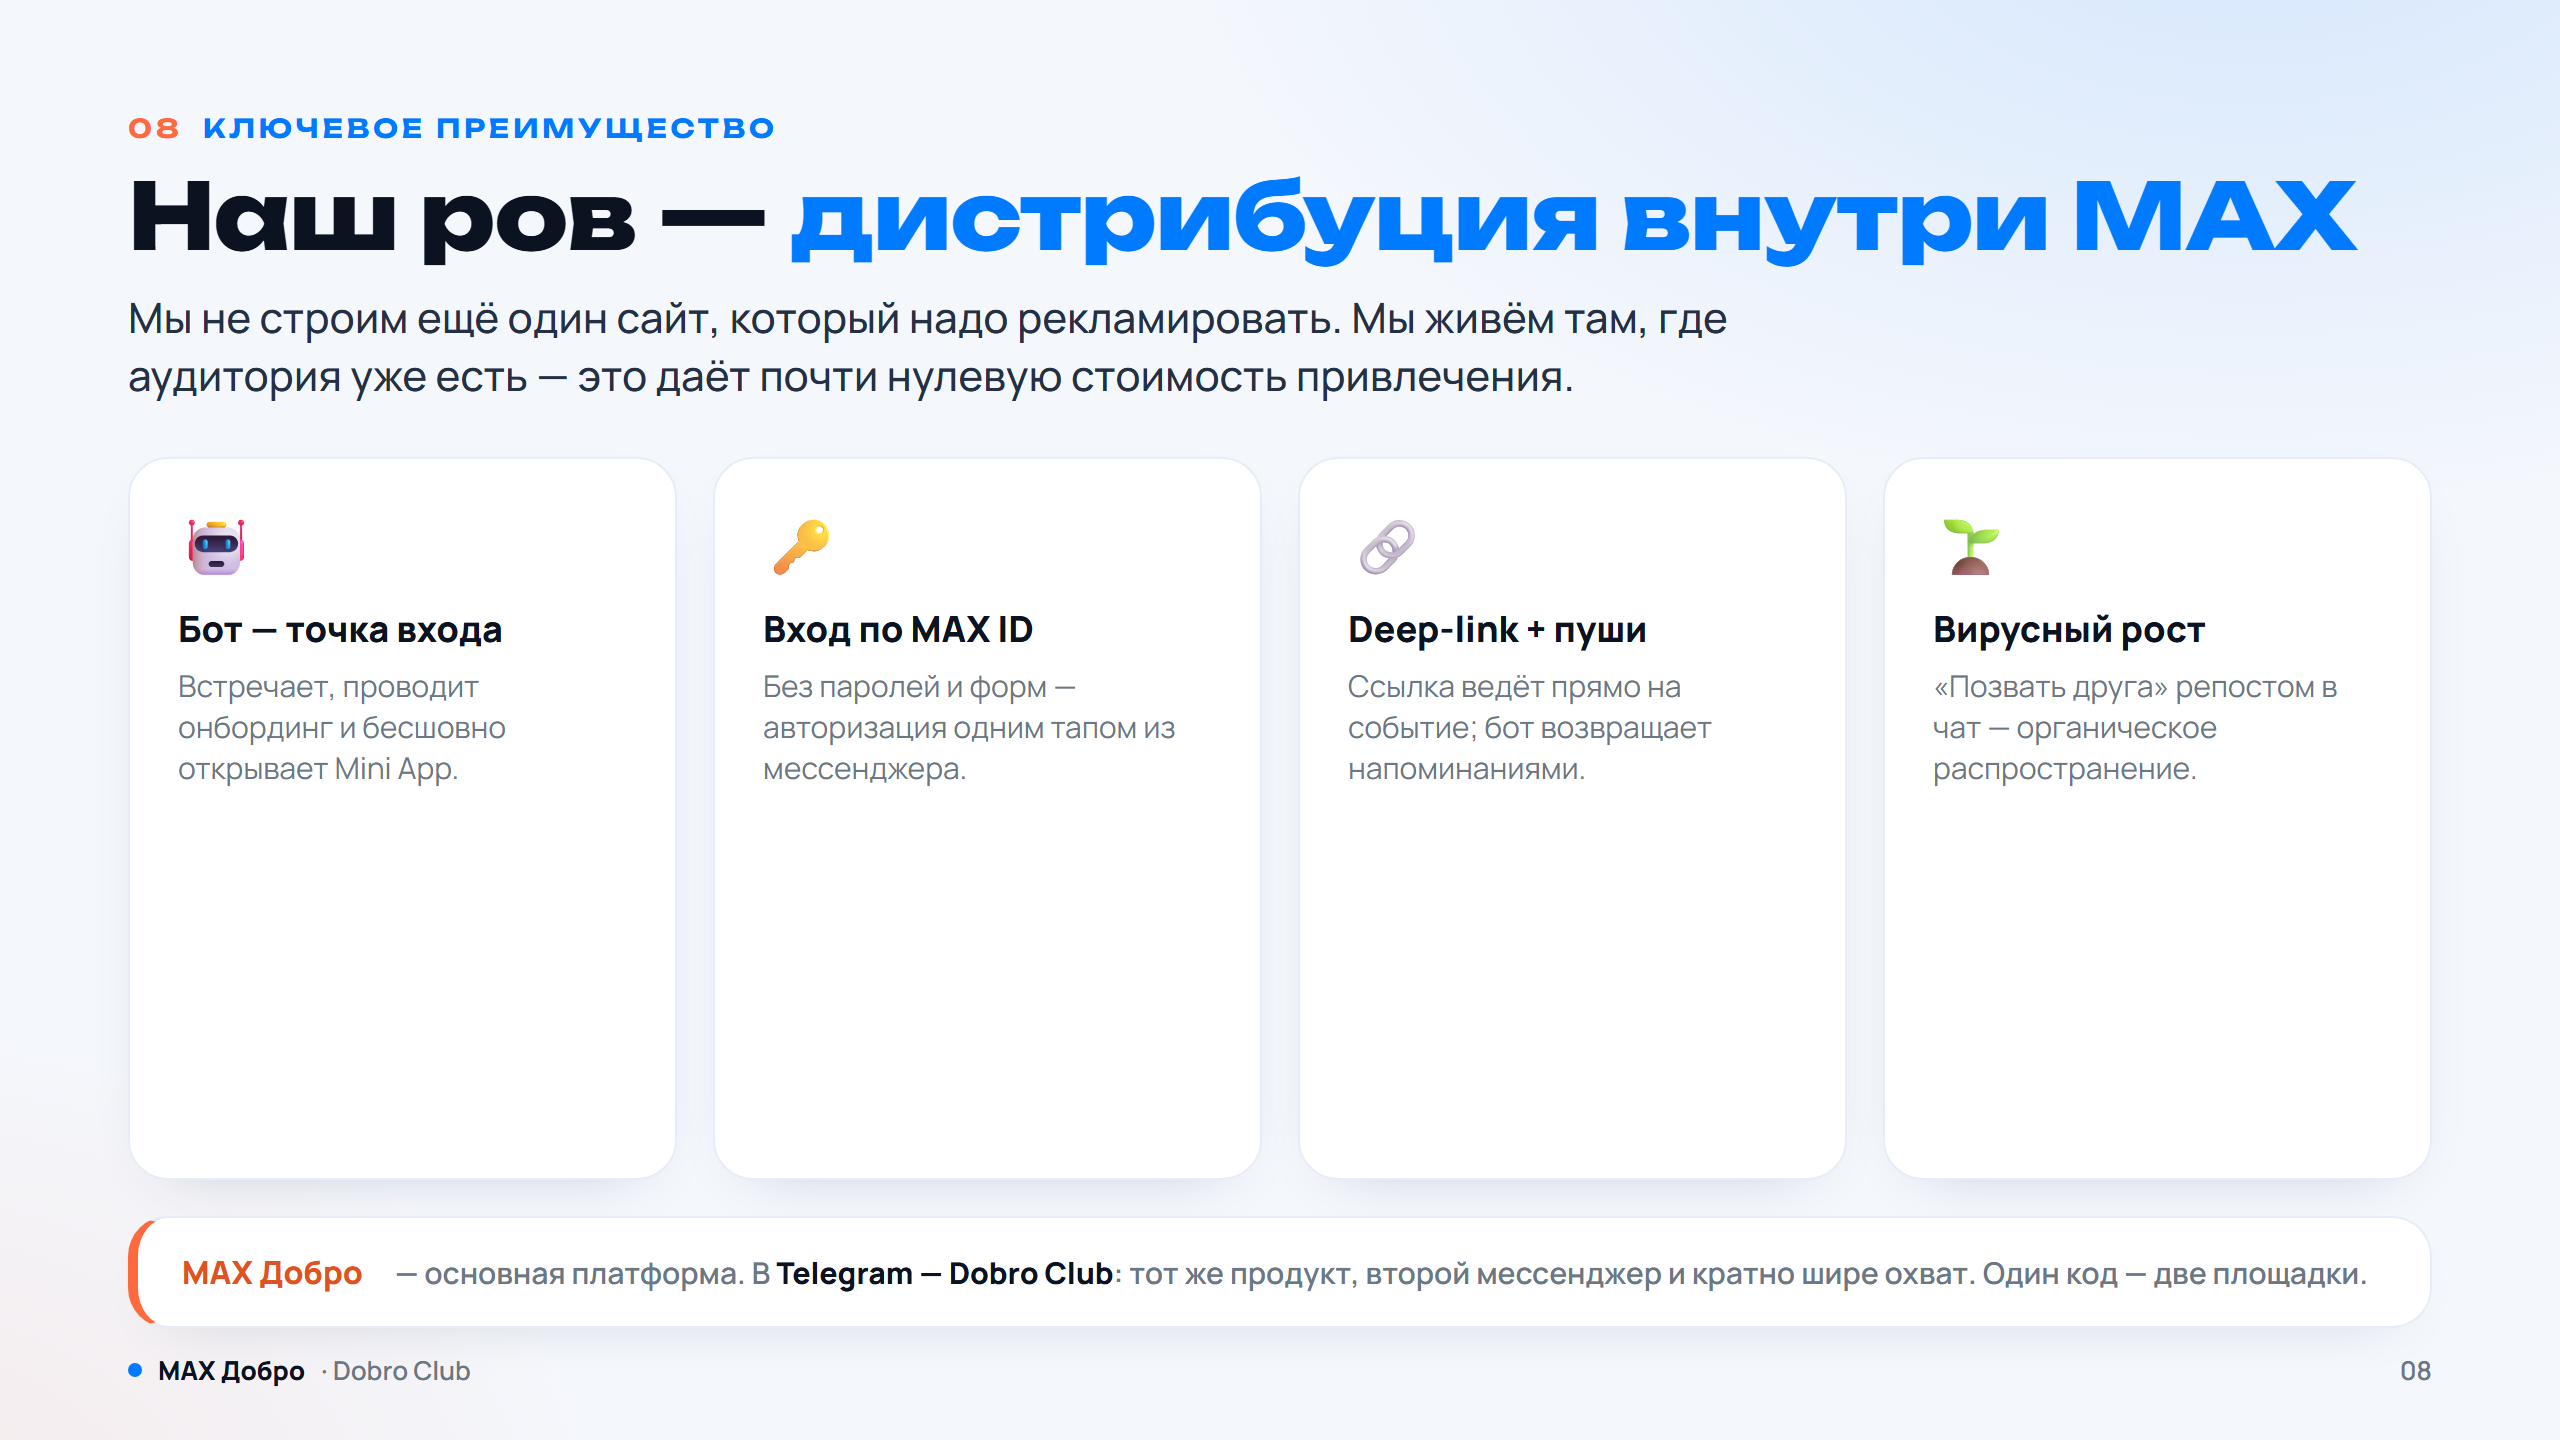 08 КЛЮЧЕВОЕ ПРЕИМУЩЕСТВО
Наш ров — дистрибуция внутри MAX
Мы не строим ещё один сайт, который надо рекламировать. Мы живём там, где
аудитория уже есть — это даёт почти нулевую стоимость привлечения.
Бот — точка входа
Встречает, проводит
онбординг и бесшовно
открывает Mini App.
Вход по MAX ID
Без паролей и форм —
авторизация одним тапом из
мессенджера.
Deep-link + пуши
Ссылка ведёт прямо на
событие; бот возвращает
напоминаниями.
Вирусный рост
«Позвать друга» репостом в
чат — органическое
распространение.
MAX Добро — основная платформа. В Telegram — Dobro Club: тот же продукт, второй мессенджер и кратно шире охват. Один код — две площадки.
MAX Добро · Dobro Club
08